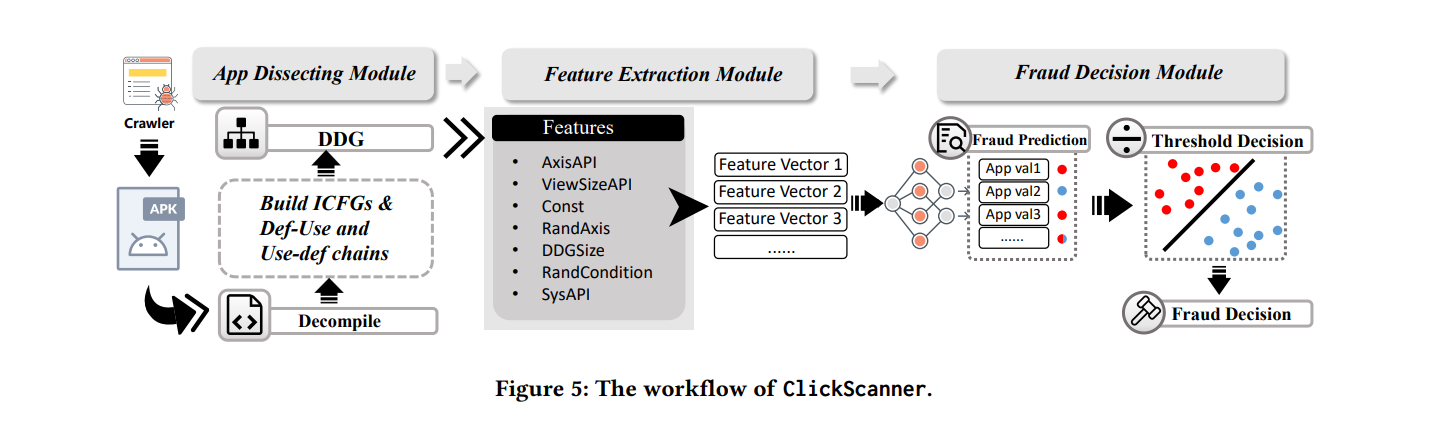 App Dissecting Module
Feature Extraction Module
Fraud Decision Module
Crawler
APK
DDG
Build ICFGs &
Def-Use and
Use-def chains
Decompile
Features
• AxisAPI
• ViewSizeAPI
• Const
• RandAxis
• DDGSize
• RandCondition
• SysAPI
Feature Vector 1
Feature Vector 2
Feature Vector 3
......
Fraud Prediction
App val1
App val2
App val3
......
Threshold Decision
Fraud Decision
Figure 5: The workflow of ClickScanner.